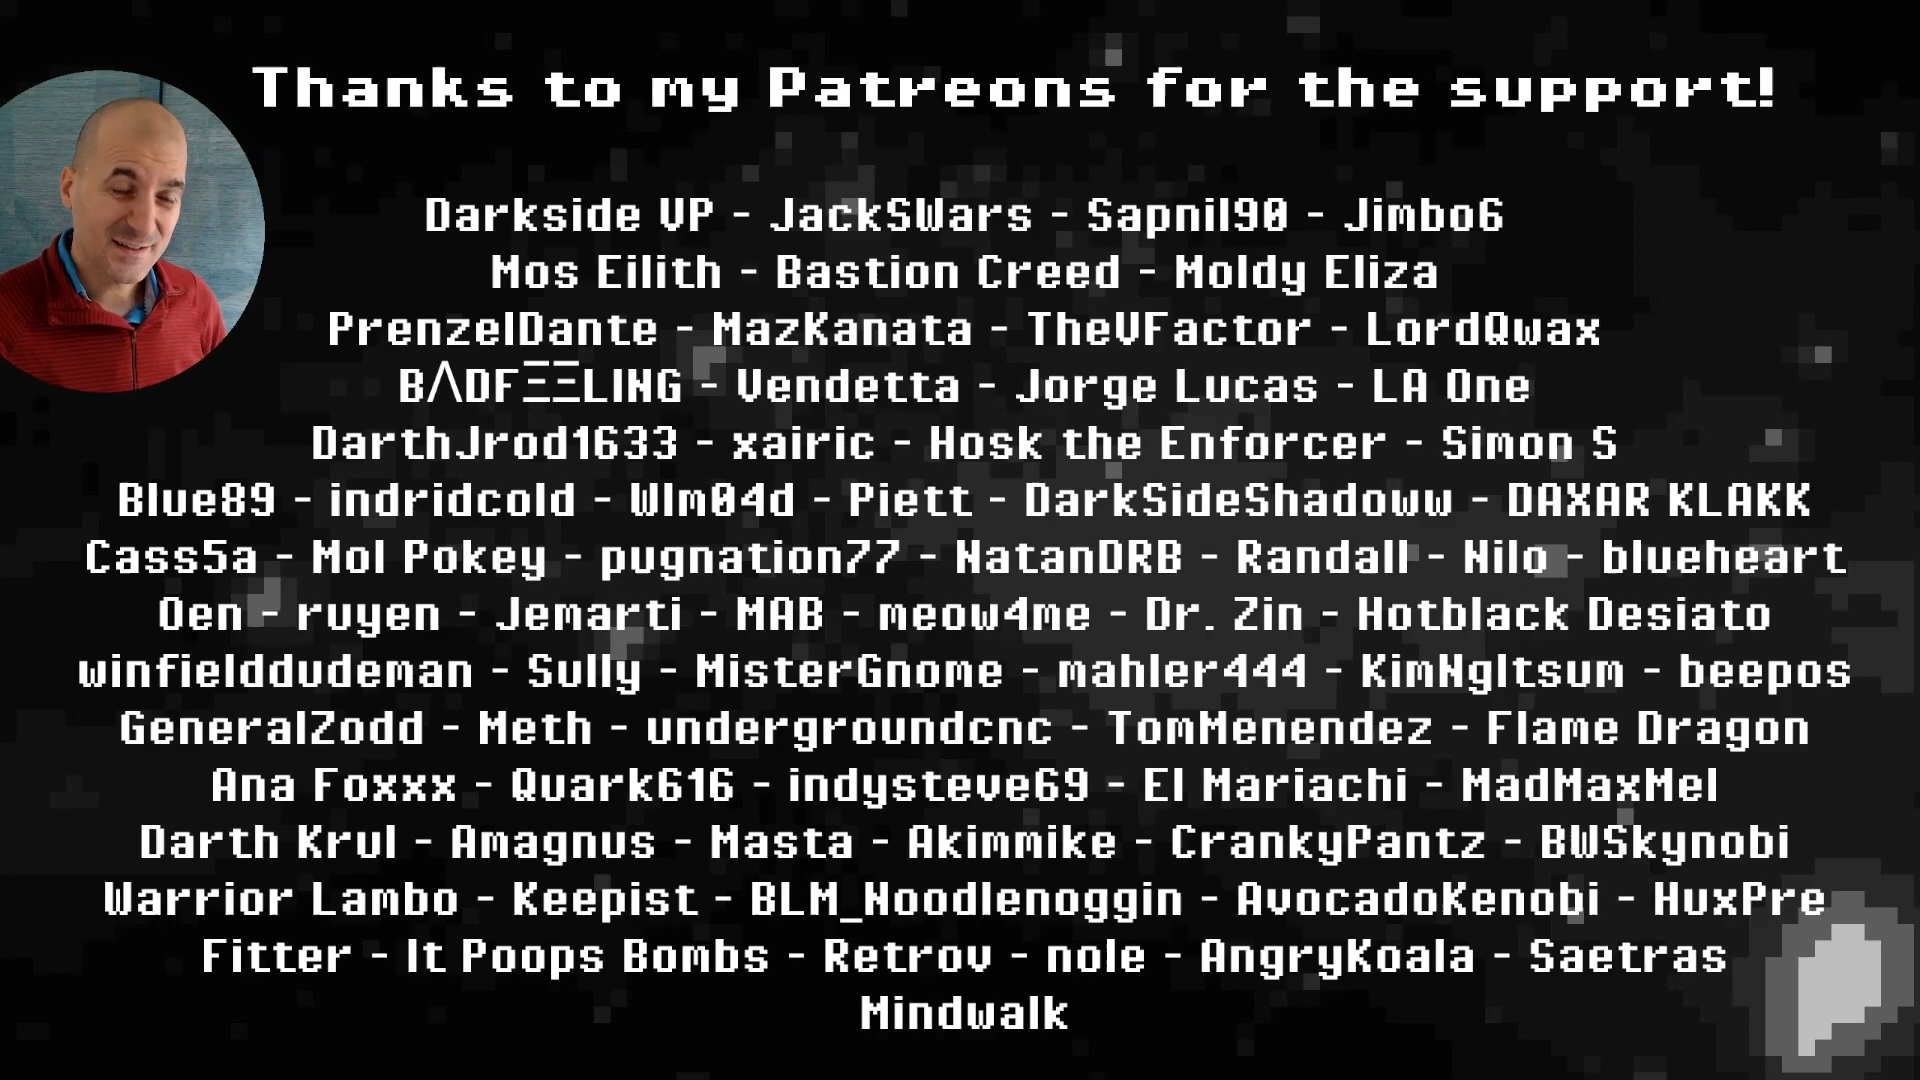 Thanks to my Patreons for the support!
Darkside VP - JackSWars - Sapnil90 - Jimbo6
Mos Eilith - Bastion Creed - Moldy Eliza
PrenzelDante - MazKanata - TheVFactor - LordQwax
BΛDFΞΞLING - Vendetta - Jorge Lucas - LA One
DarthJrod1633 - xairic - Hosk the Enforcer - Simon S
Blue89 - indridcold - Wlm04d - Piett - DarkSideShadoww - DAXAR KLAKK
Cass5a - Mol Pokey - pugnation77 - NatanDRB - Randall - Nilo - blueheart
Oen - ruyen - Jemarti - MAB - meow4me - Dr. Zin - Hotblack Desiato
winfielddudeman - Sully - MisterGnome - mahler444 - KimNgltsum - beepos
GeneralZodd - Meth - undergroundcnc - TomMenendez - Flame Dragon
Ana Foxxx - Quark616 - indysteve69 - El Mariachi - MadMaxMel
Darth Krul - Amagnus - Masta - Akimmike - CrankyPantz - BWSkynobi
Warrior Lambo - Keepist - BLM_Noodlenoggin - AvocadoKenobi - HuxPre
Fitter - It Poops Bombs - Retrov - nole - AngryKoala - Saetras
Mindwalk